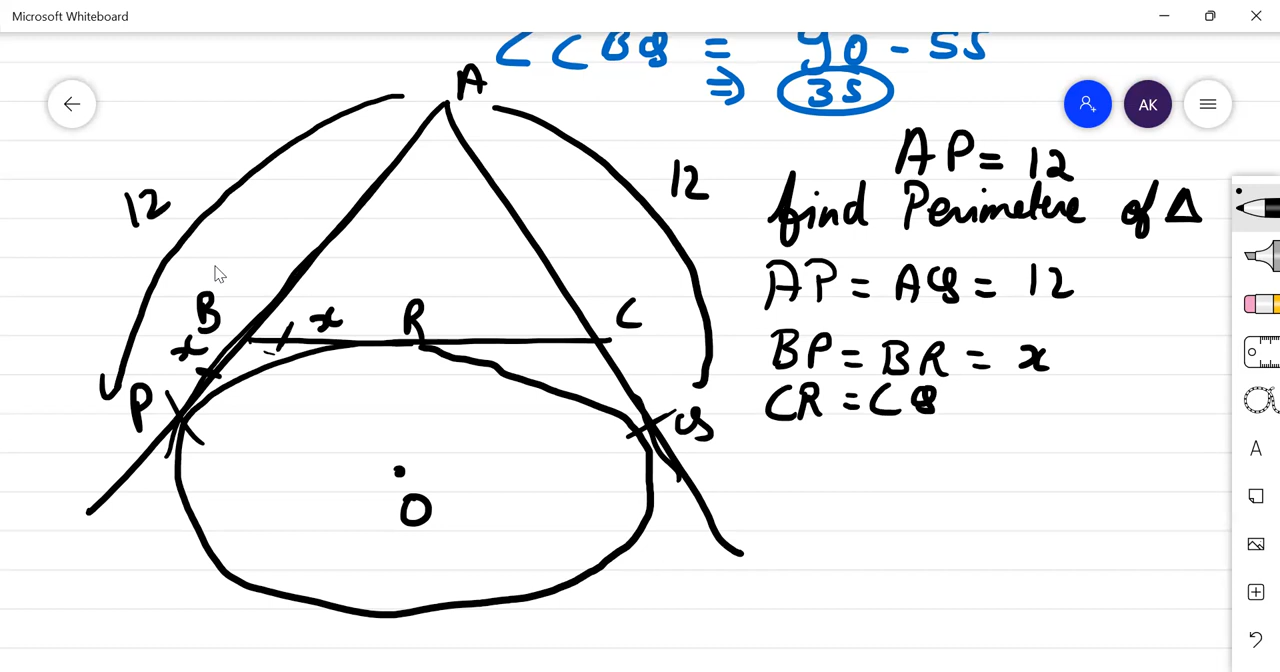 Microsoft Whiteboard
∠CBQ = 90 - 55
⇒ 35
AK
A
12
12
B
x
R
C
x
P
Q
O
AP = 12
find Perimetere of Δ
AP = AQ = 12
BP = BR = x
CR = CQ
A